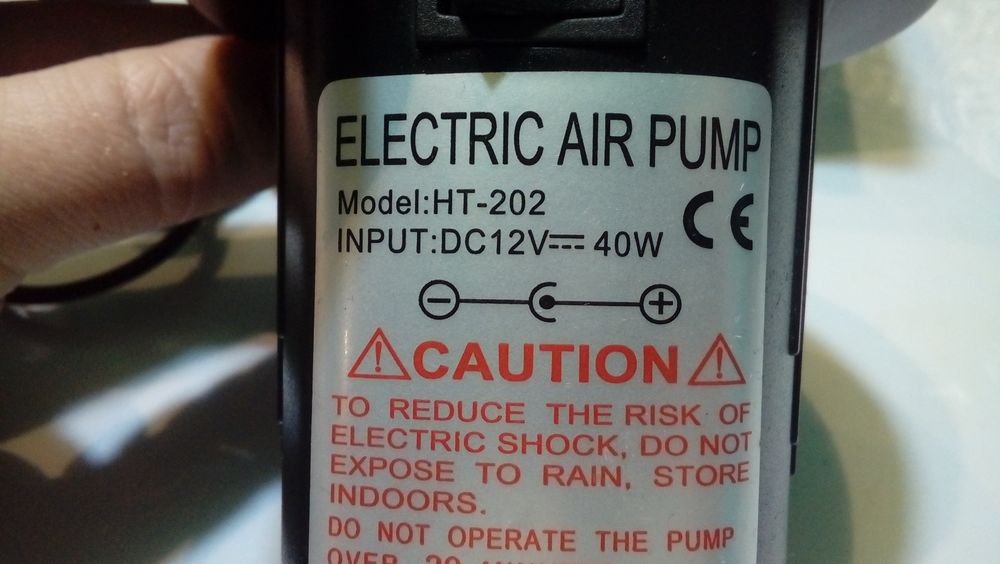 ELECTRIC AIR PUMP
Model:HT-202
CE
INPUT:DC12V⎓ 40W
CAUTION
TO REDUCE THE RISK OF
ELECTRIC SHOCK, DO NOT
EXPOSE TO RAIN, STORE
INDOORS.
DO NOT OPERATE THE PUMP
OVER